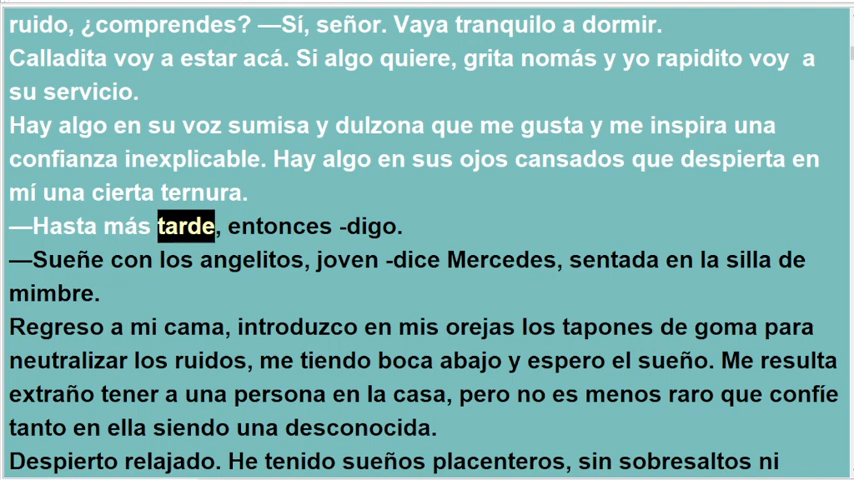 ruido, ¿comprendes? —Sí, señor. Vaya tranquilo a dormir.
Calladita voy a estar acá. Si algo quiere, grita nomás y yo rapidito voy  a
su servicio.
Hay algo en su voz sumisa y dulzona que me gusta y me inspira una
confianza inexplicable. Hay algo en sus ojos cansados que despierta en
mí una cierta ternura.
—Hasta más tarde, entonces -digo.
—Sueñe con los angelitos, joven -dice Mercedes, sentada en la silla de
mimbre.
Regreso a mi cama, introduzco en mis orejas los tapones de goma para
neutralizar los ruidos, me tiendo boca abajo y espero el sueño. Me resulta
extraño tener a una persona en la casa, pero no es menos raro que confíe
tanto en ella siendo una desconocida.
Despierto relajado. He tenido sueños placenteros, sin sobresaltos ni